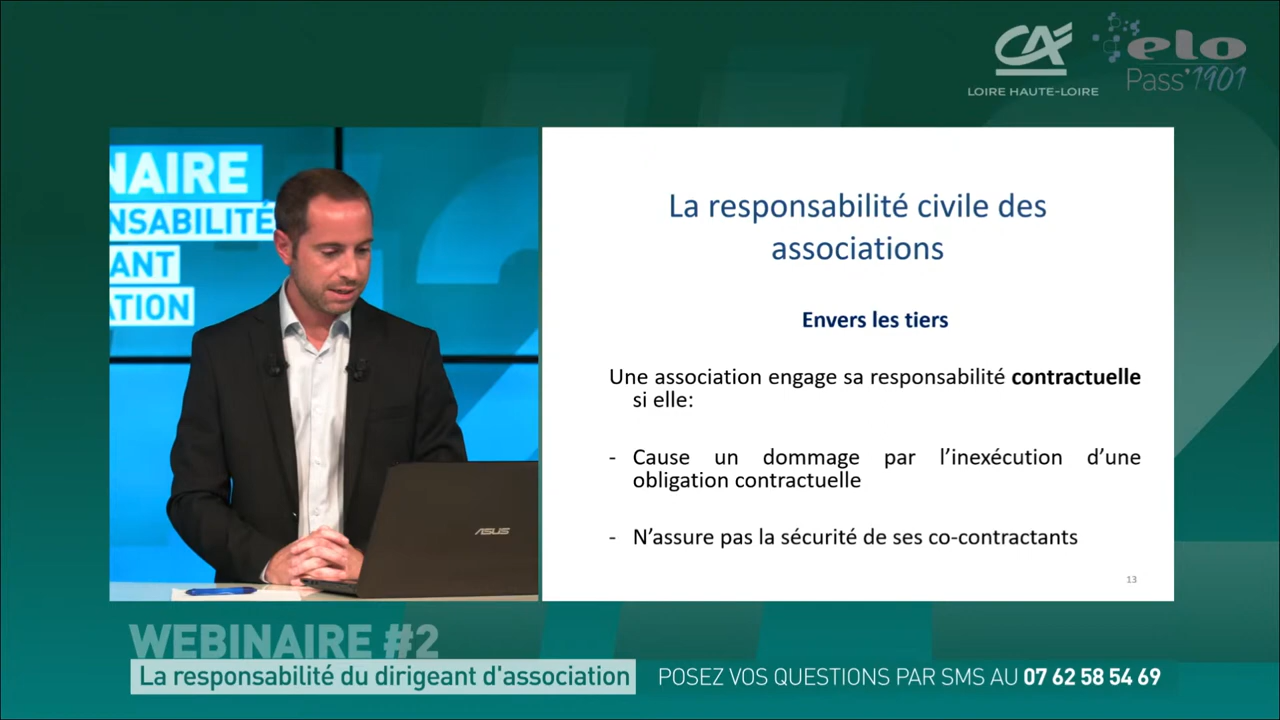 CA
LOIRE HAUTE-LOIRE
elo
Pass'1901
NAIRE
NSABILITÉ
ANT
ATION
La responsabilité civile des
associations
Envers les tiers
Une association engage sa responsabilité contractuelle
si elle:
- Cause un dommage par l’inexécution d’une
obligation contractuelle
- N’assure pas la sécurité de ses co-contractants
13
ASUS
WEBINAIRE #2
La responsabilité du dirigeant d'association
POSEZ VOS QUESTIONS PAR SMS AU 07 62 58 54 69